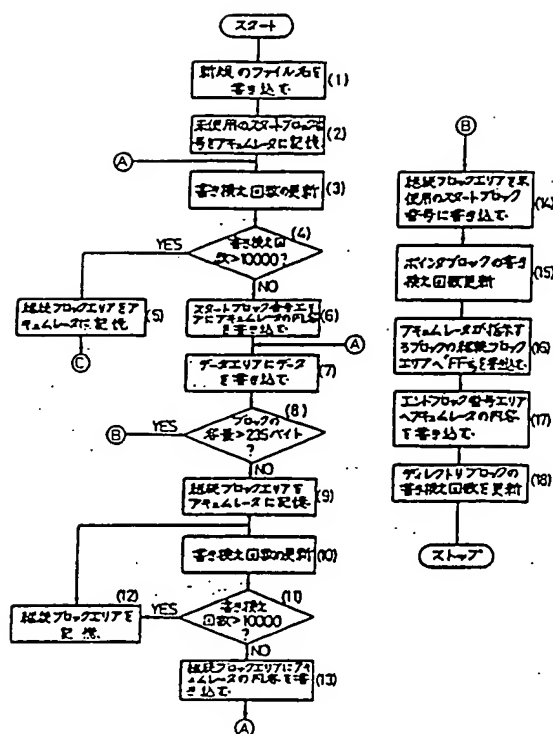 スタート
新規のファイル名を
書き込む
(1)
未使用のスタートブロック番
号をアキュムレータに記憶
(2)
A
書き換え回数の更新
(3)
(4)
YES
書き換え回
数>10000?
NO
継続ブロックエリアをア
キュムレータに記憶
(5)
C
スタートブロック番号エリ
アにアキュムレータの内容
を書き込む
(6)
A
データエリアにデータ
を書き込む
(7)
(8)
B
YES
ブロックの
容量>235バイト
?
NO
継続ブロックエリアを
アキュムレータに記憶
(9)
書き換え回数の更新
(10)
(11)
(12)
YES
書き換え
回数>10000
?
NO
継続ブロックエリアを
記憶
継続ブロックエリアにアキ
ュムレータの内容を書
き込む
(13)
A
B
継続ブロックエリアを未
使用のスタートブロック
番号に書き込む
(14)
ポインタブロックの書き
換え回数更新
(15)
アキュムレータが指示す
るブロックの継続ブロック
エリアへ"FF"を書き込む
(16)
エンドブロック番号エリア
へアキュムレータの内容
を書き込む
(17)
ディレクトリブロックの
書き換え回数を更新
(18)
ストップ